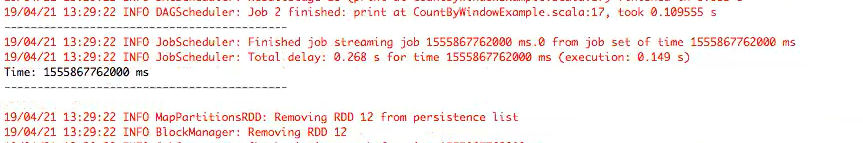 19/04/21 13:29:22 INFO DAGScheduler: Job 2 finished: print at CountByWindowExample.scala:17, took 0.109555 s
-------------------------------------------
19/04/21 13:29:22 INFO JobScheduler: Finished job streaming job 1555867762000 ms.0 from job set of time 1555867762000 ms
19/04/21 13:29:22 INFO JobScheduler: Total delay: 0.268 s for time 1555867762000 ms (execution: 0.149 s)
Time: 1555867762000 ms
-------------------------------------------
19/04/21 13:29:22 INFO MapPartitionsRDD: Removing RDD 12 from persistence list
19/04/21 13:29:22 INFO BlockManager: Removing RDD 12